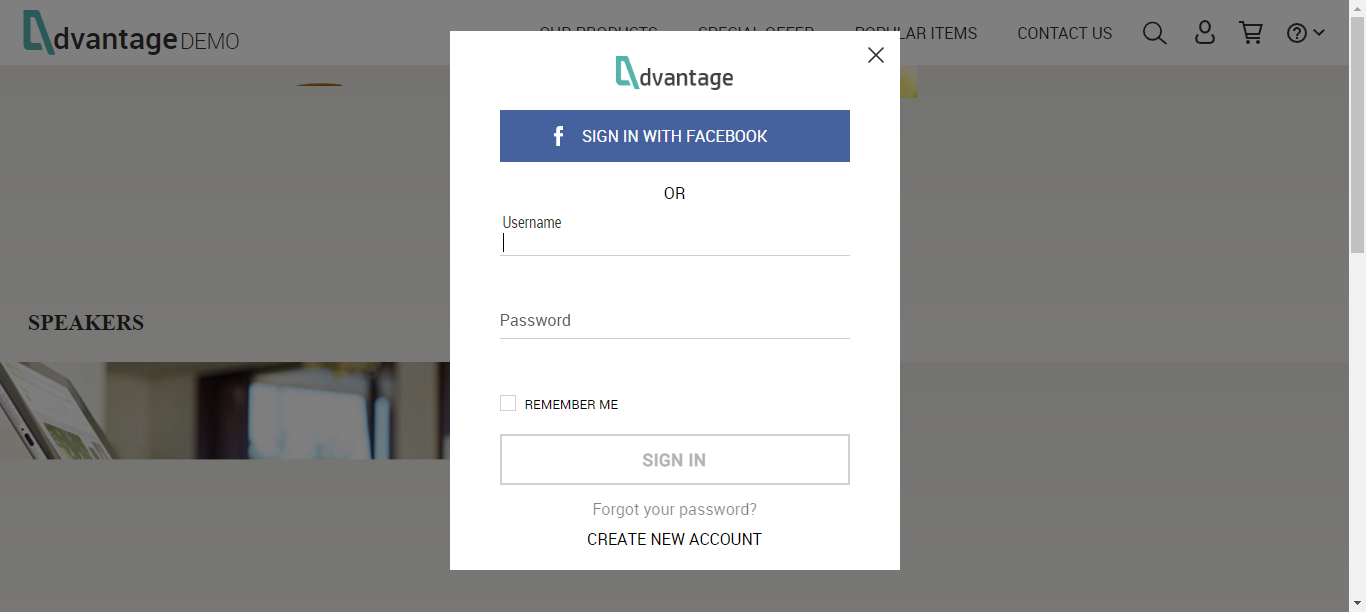 dvantage DEMO
OUR PRODUCTS SPECIAL OFFER POPULAR ITEMS CONTACT US
dvantage
SIGN IN WITH FACEBOOK
OR
Username
SPEAKERS
Password
REMEMBER ME
SIGN IN
Forgot your password?
CREATE NEW ACCOUNT